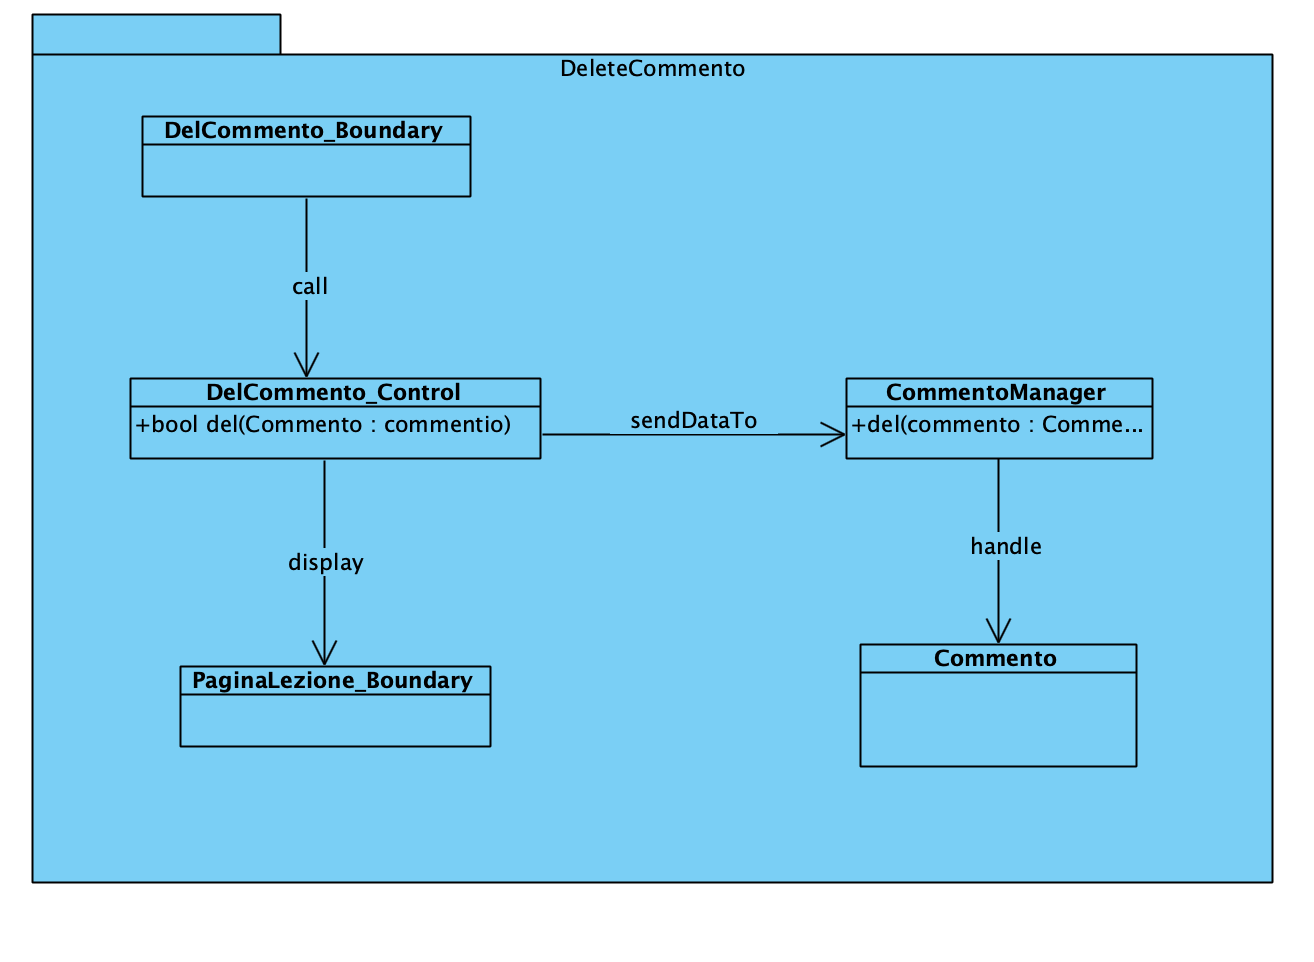 DeleteCommento
DelCommento_Boundary
call
DelCommento_Control
+bool del(Commento : commentio)
sendDataTo
CommentoManager
+del(commento : Comme...
display
handle
PaginaLezione_Boundary
Commento